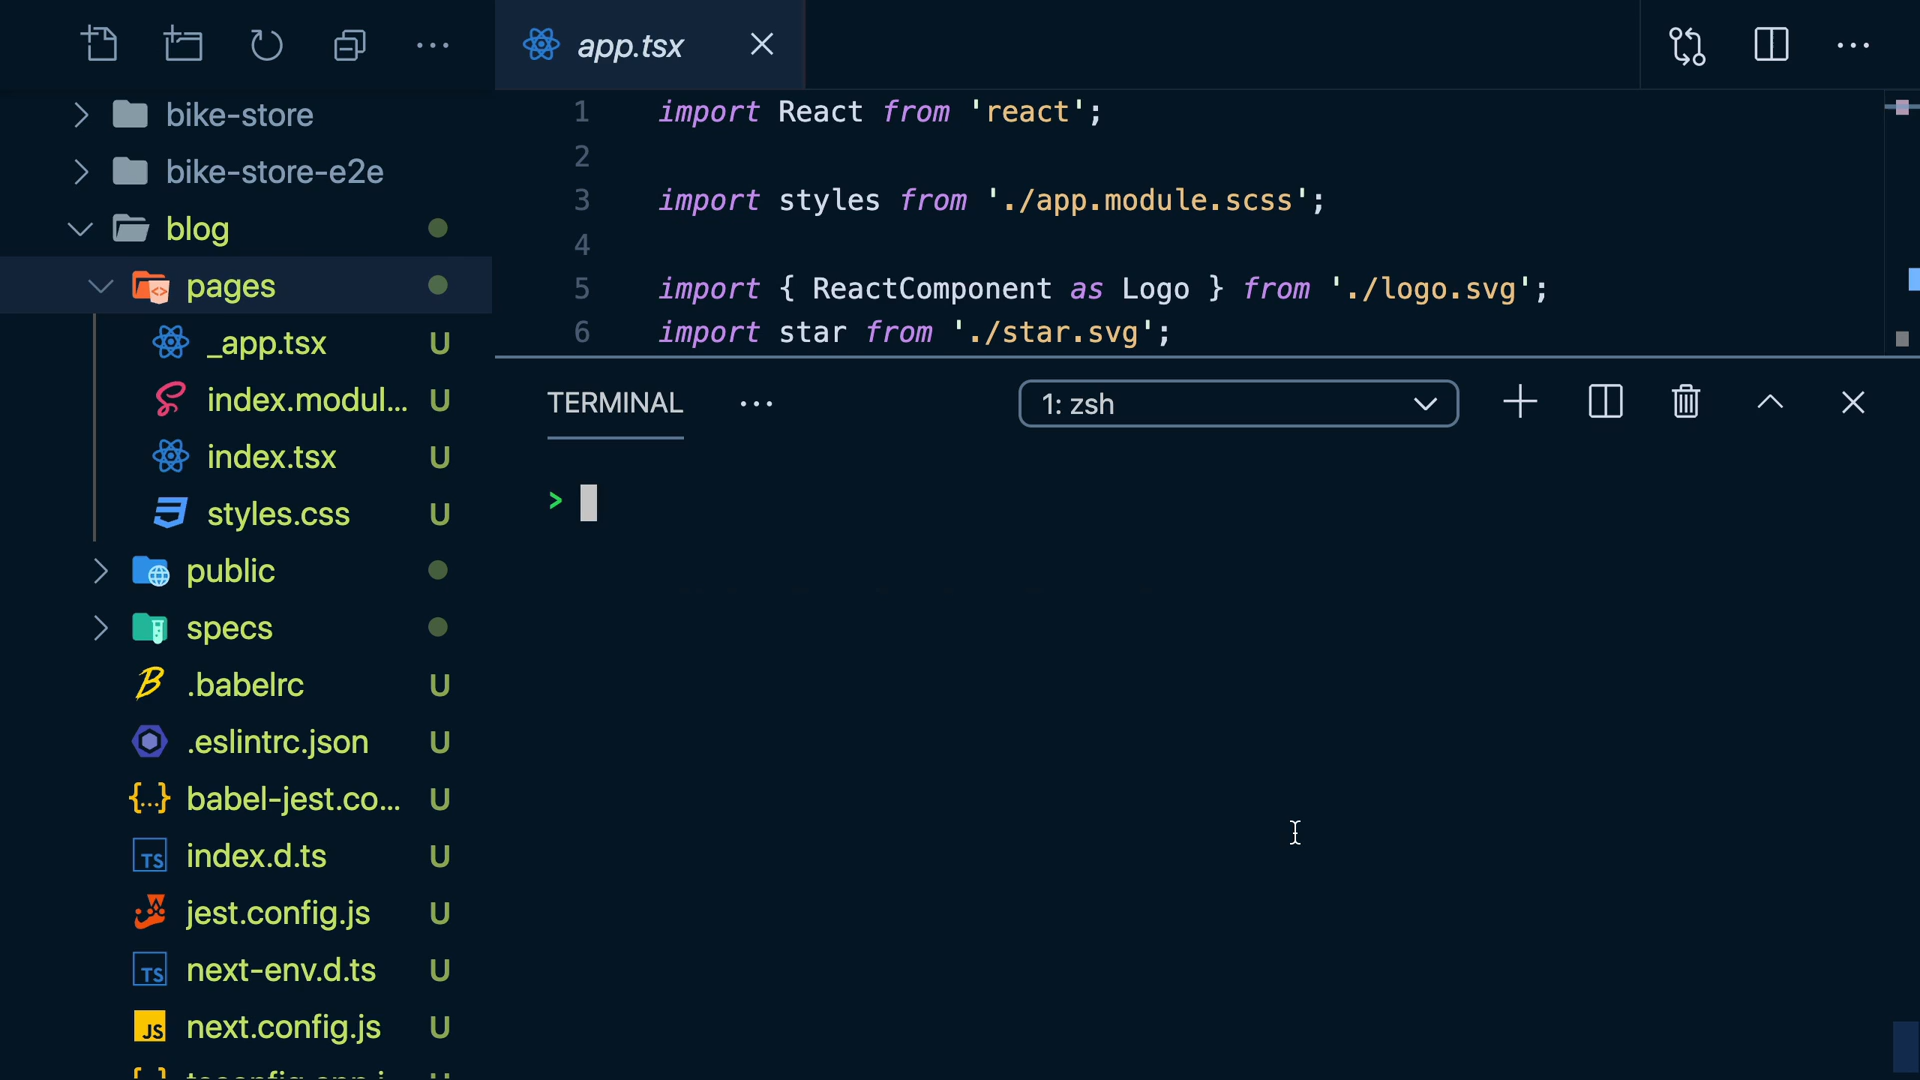 app.tsx
bike-store
bike-store-e2e
blog
pages
_app.tsx U
index.modul... U
index.tsx U
styles.css U
public
specs
.babelrc U
.eslintrc.json U
babel-jest.co... U
index.d.ts U
jest.config.js U
next-env.d.ts U
next.config.js U
1 import React from 'react';
2
3 import styles from './app.module.scss';
4
5 import { ReactComponent as Logo } from './logo.svg';
6 import star from './star.svg';
TERMINAL
1: zsh
>